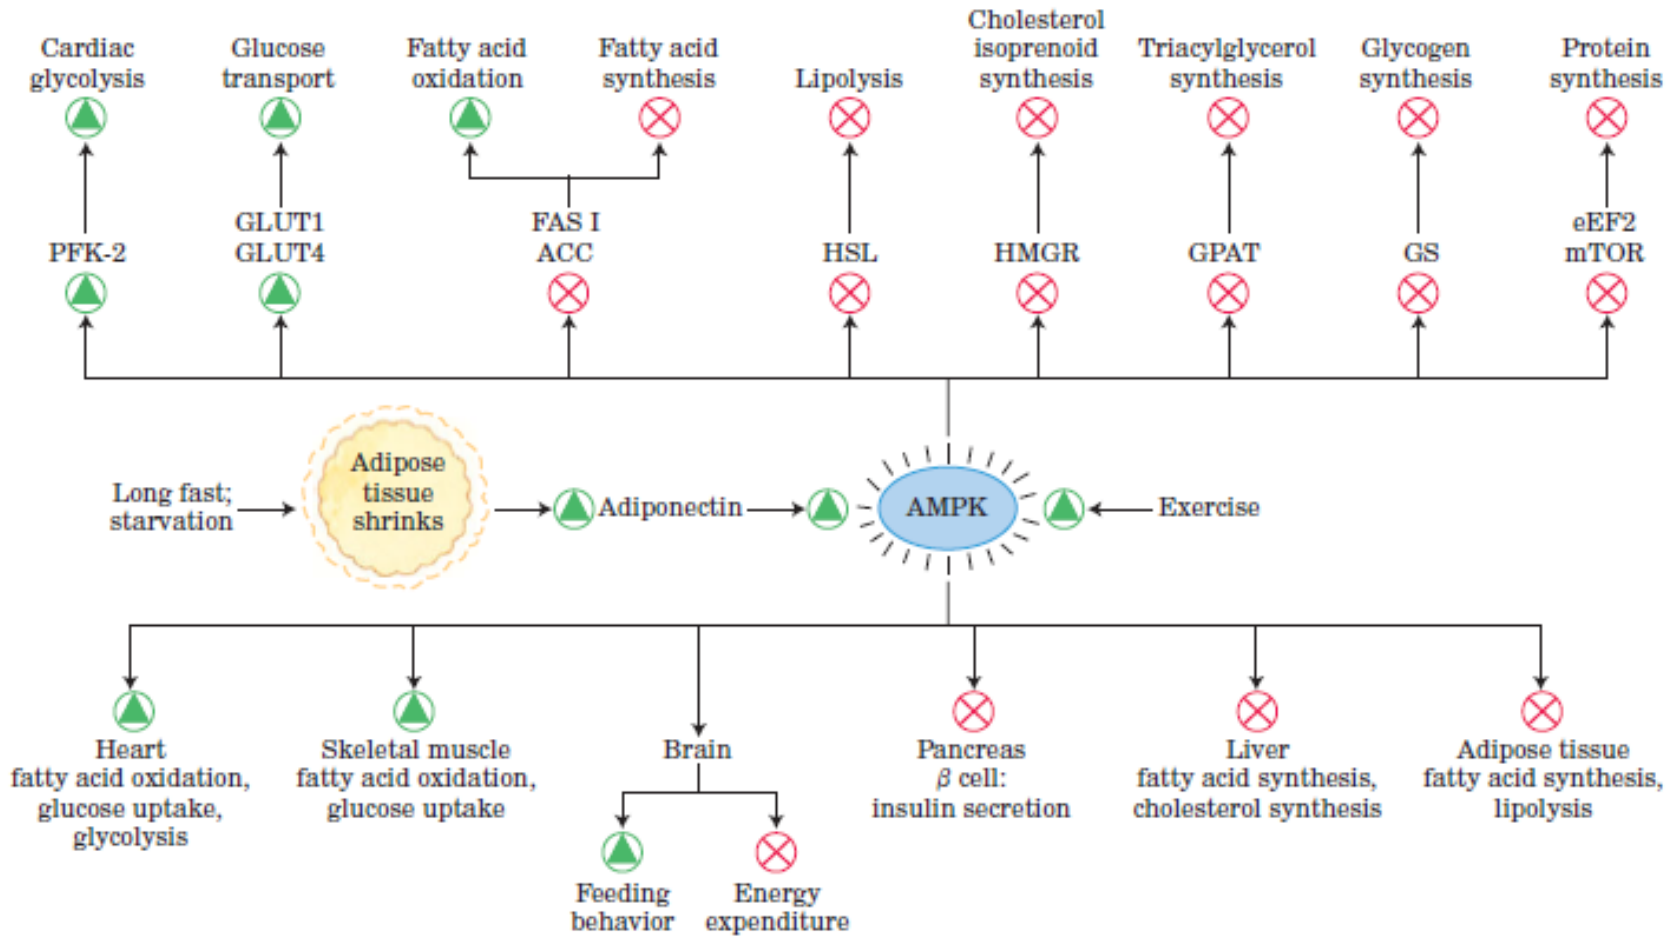 Cardiac
glycolysis
Glucose
transport
Fatty acid
oxidation
Fatty acid
synthesis
Lipolysis
Cholesterol
isoprenoid
synthesis
Triacylglycerol
synthesis
Glycogen
synthesis
Protein
synthesis
PFK-2
GLUT1
GLUT4
FAS I
ACC
HSL
HMGR
GPAT
GS
eEF2
mTOR
Long fast;
starvation
Adipose
tissue
shrinks
Adiponectin
AMPK
Exercise
Heart
fatty acid oxidation,
glucose uptake,
glycolysis
Skeletal muscle
fatty acid oxidation,
glucose uptake
Brain
Feeding
behavior
Energy
expenditure
Pancreas
β cell:
insulin secretion
Liver
fatty acid synthesis,
cholesterol synthesis
Adipose tissue
fatty acid synthesis,
lipolysis